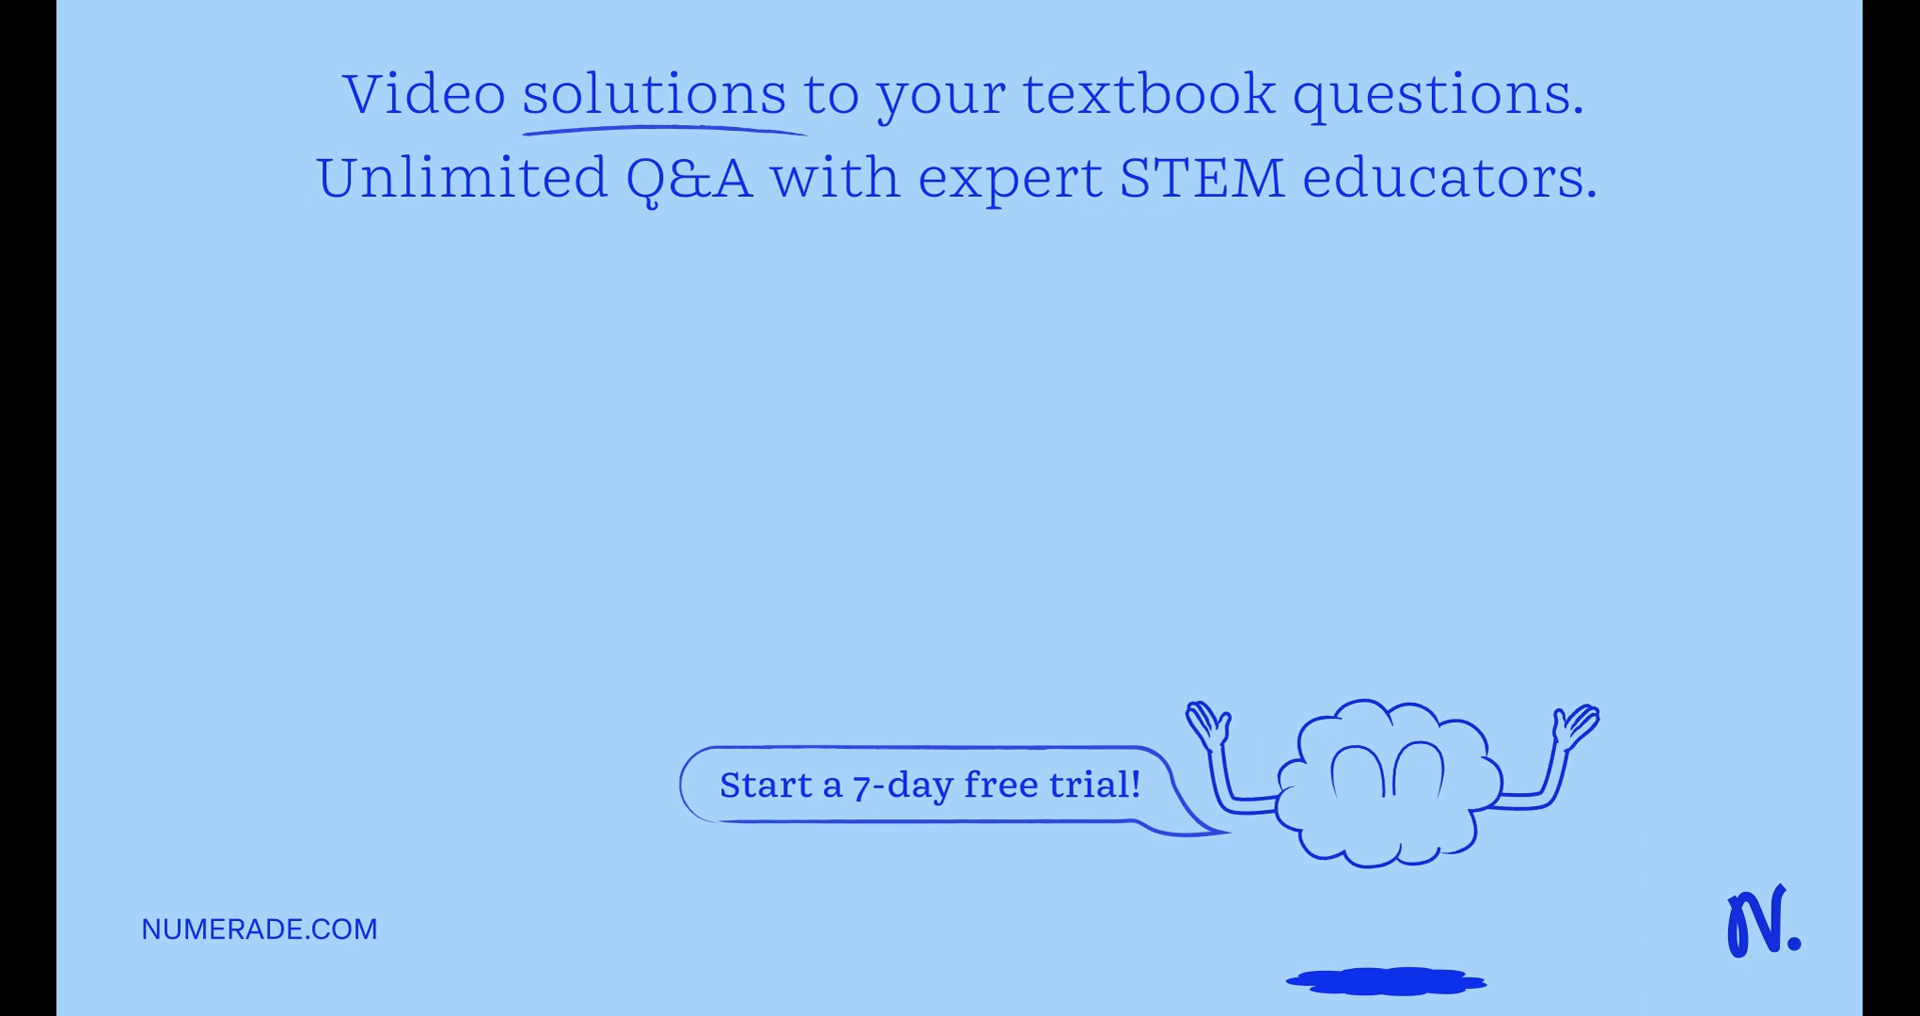 Video solutions to your textbook questions.
Unlimited Q&A with expert STEM educators.
Start a 7-day free trial!
NUMERADE.COM
N.